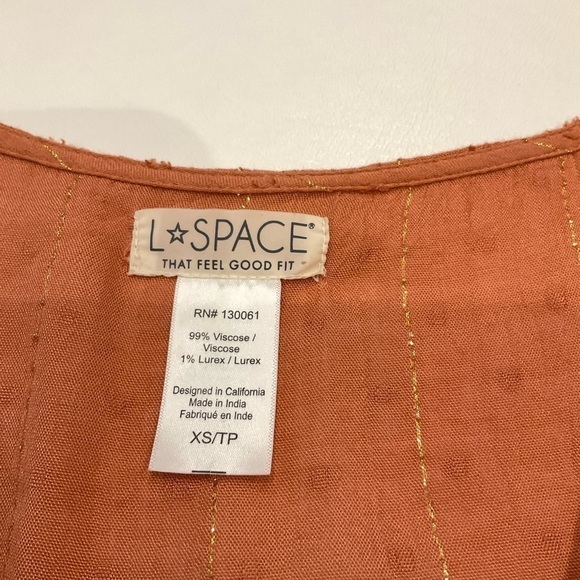 L☆SPACE®
THAT FEEL GOOD FIT
RN# 130061
99% Viscose /
Viscose
1% Lurex / Lurex
Designed in California
Made in India
Fabriqué en Inde
XS/TP